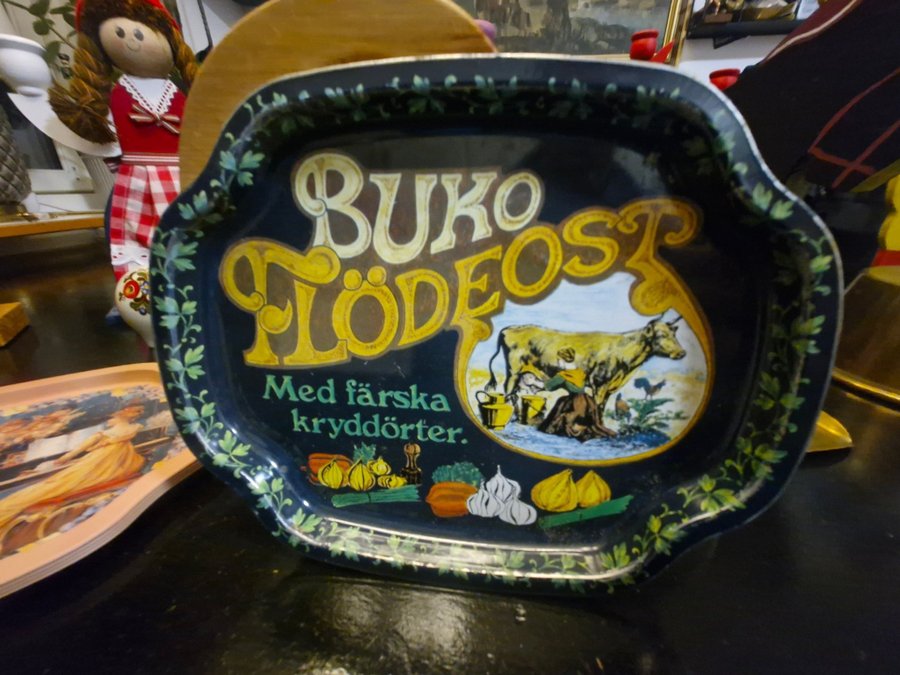 BUKO
FLÖDEOST
Med färska
kryddörter.